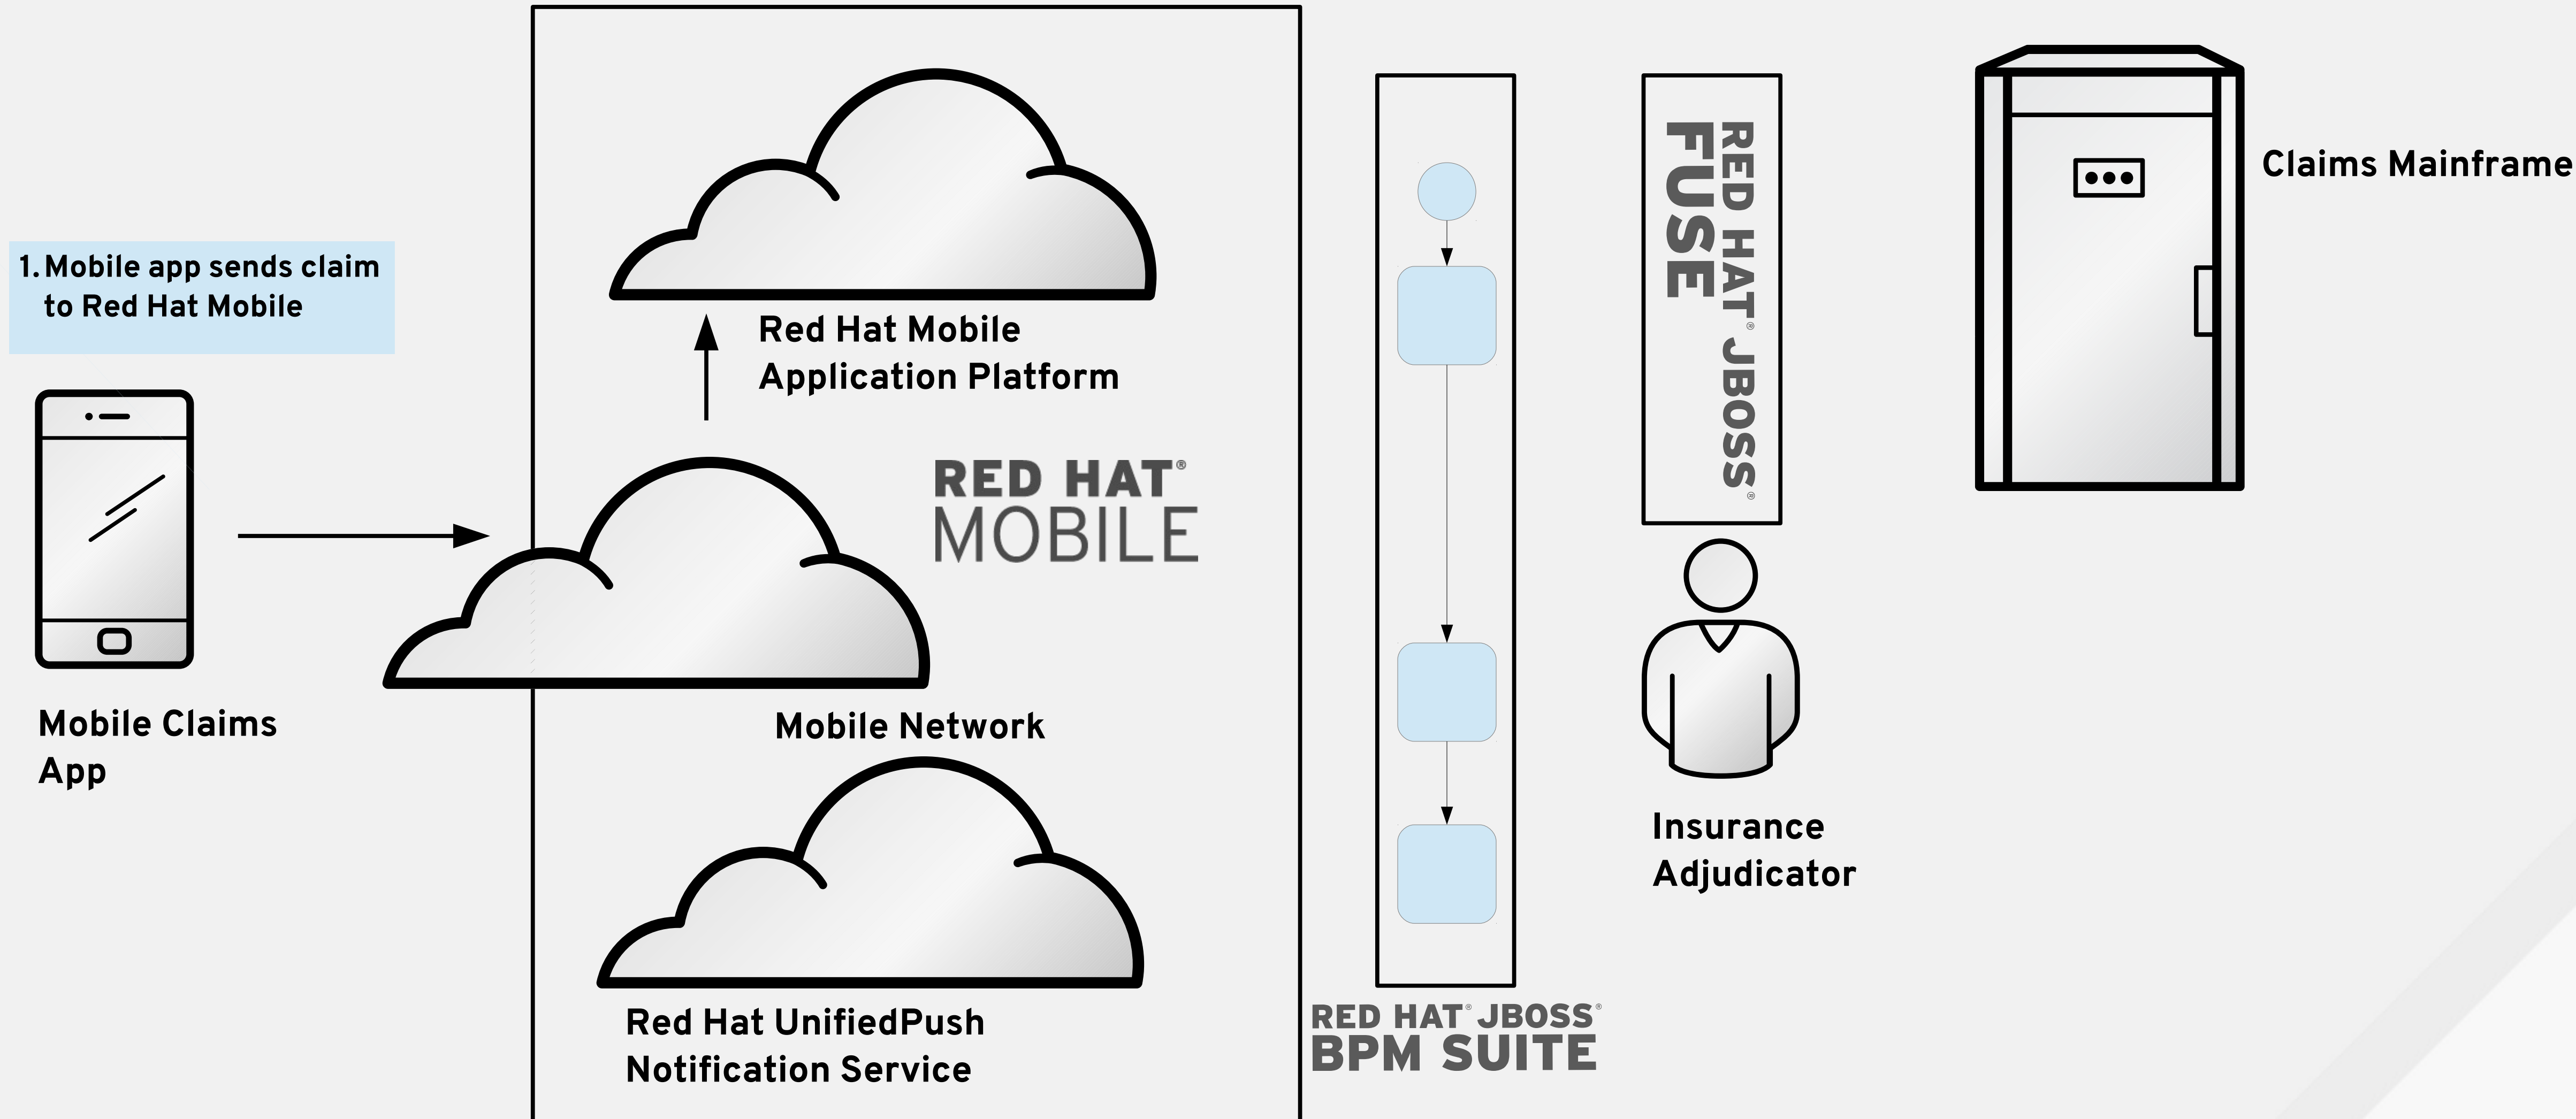 1. Mobile app sends claim
to Red Hat Mobile
Mobile Claims
App
Red Hat Mobile
Application Platform
RED HAT®
MOBILE
Mobile Network
Red Hat UnifiedPush
Notification Service
RED HAT® JBOSS®
BPM SUITE
RED HAT® JBOSS®
FUSE
Insurance
Adjudicator
Claims Mainframe